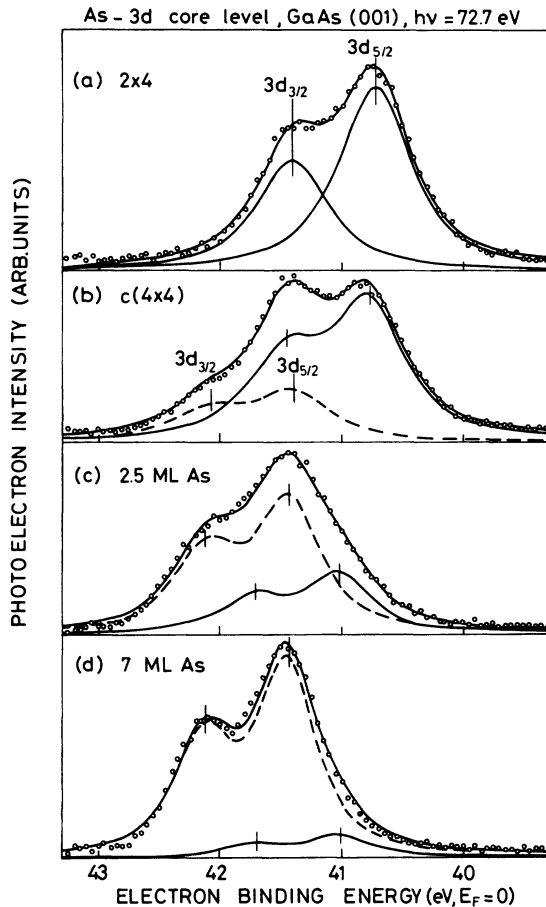 As - 3d core level, GaAs (001), hν = 72.7 eV
(a) 2x4
3d3/2
3d5/2
(b) c(4x4)
3d3/2
3d5/2
(c) 2.5 ML As
(d) 7 ML As
PHOTOELECTRON INTENSITY (ARB.UNITS)
43 42 41 40
ELECTRON BINDING ENERGY (eV, EF = 0)